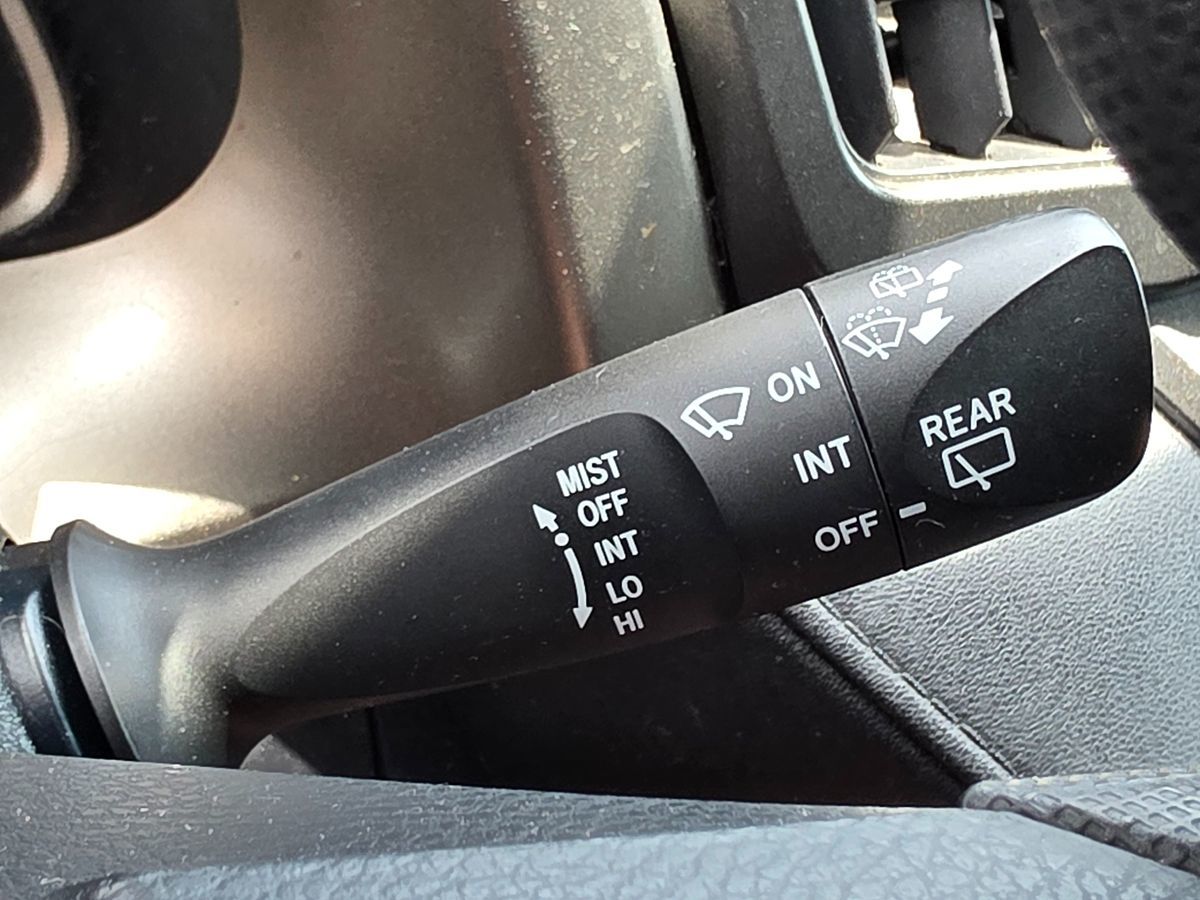 MIST
OFF
INT
LO
HI
ON
INT
OFF
REAR